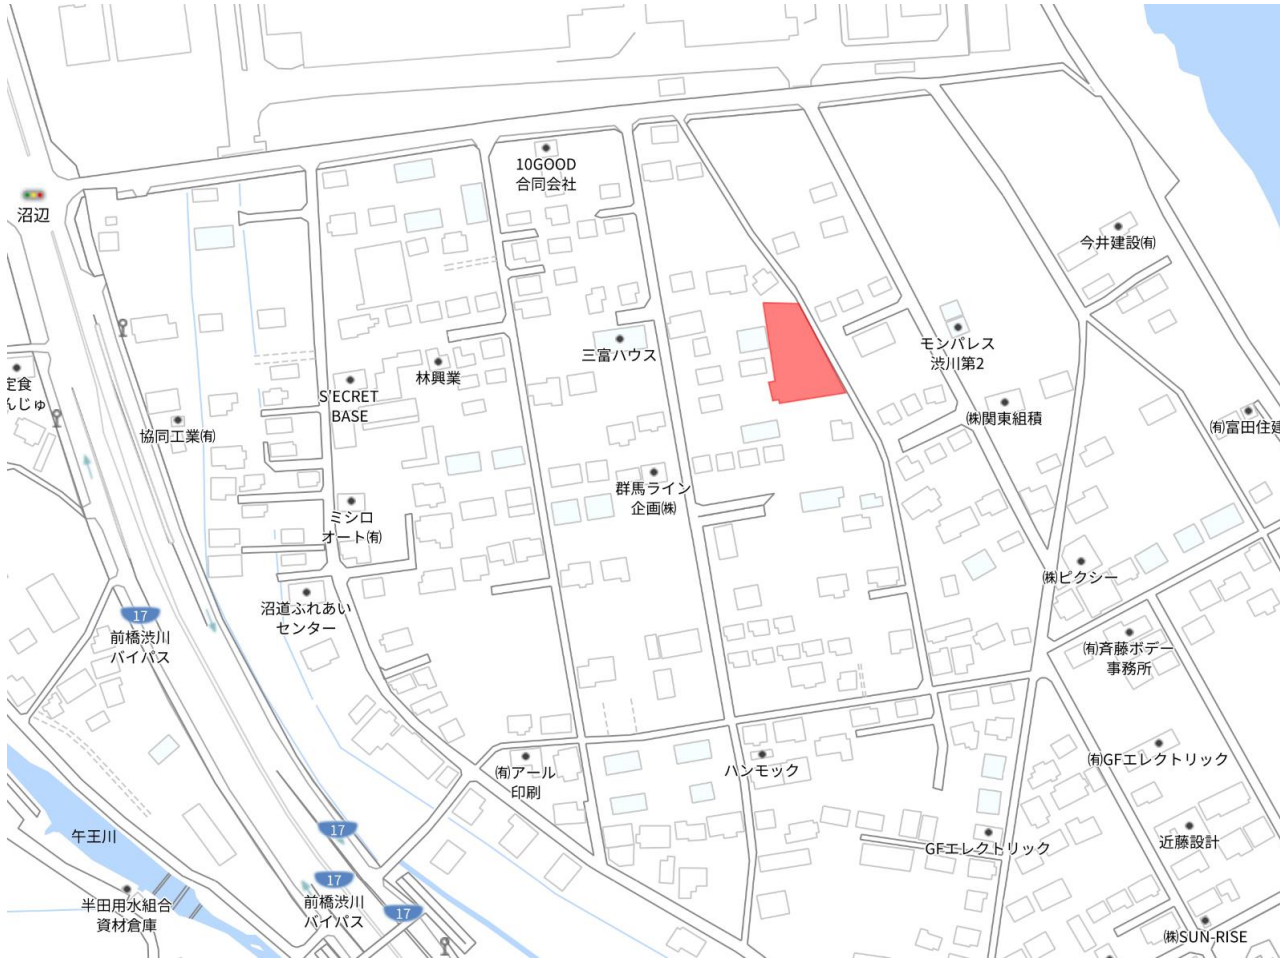 10GOOD
合同会社
沼辺
今井建設㈲
三富ハウス
モンパレス
渋川第2
林興業
定食
んじゅ
S'ECRET
BASE
㈱関東組積
㈲富田住建
協同工業㈲
群馬ライン
企画㈱
ミシロ
オート㈲
㈱ピクシー
沼道ふれあい
センター
17
前橋渋川
バイパス
㈲斉藤ボデー
事務所
㈲アール
印刷
ハンモック
㈲GFエレクトリック
17
午王川
GFエレクトリック
近藤設計
17
前橋渋川
バイパス
17
半田用水組合
資材倉庫
㈱SUN-RISE